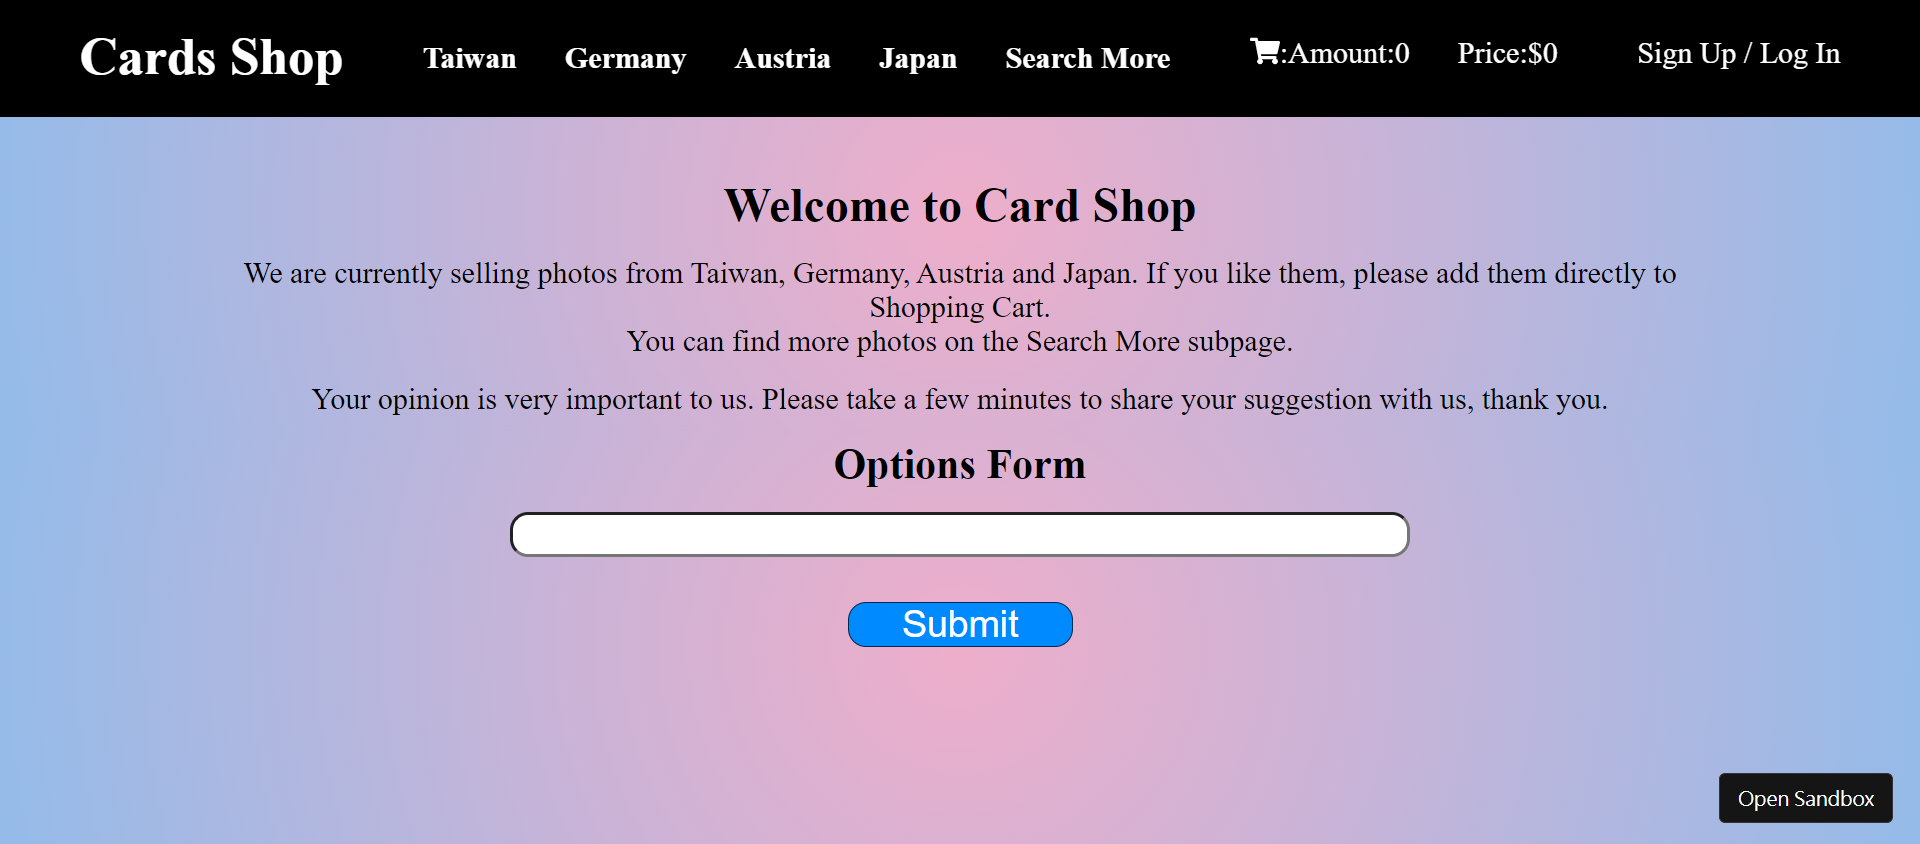 Cards Shop Taiwan Germany Austria Japan Search More :Amount:0 Price:$0 Sign Up / Log In
Welcome to Card Shop
We are currently selling photos from Taiwan, Germany, Austria and Japan. If you like them, please add them directly to
Shopping Cart.
You can find more photos on the Search More subpage.
Your opinion is very important to us. Please take a few minutes to share your suggestion with us, thank you.
Options Form
Submit
Open Sandbox